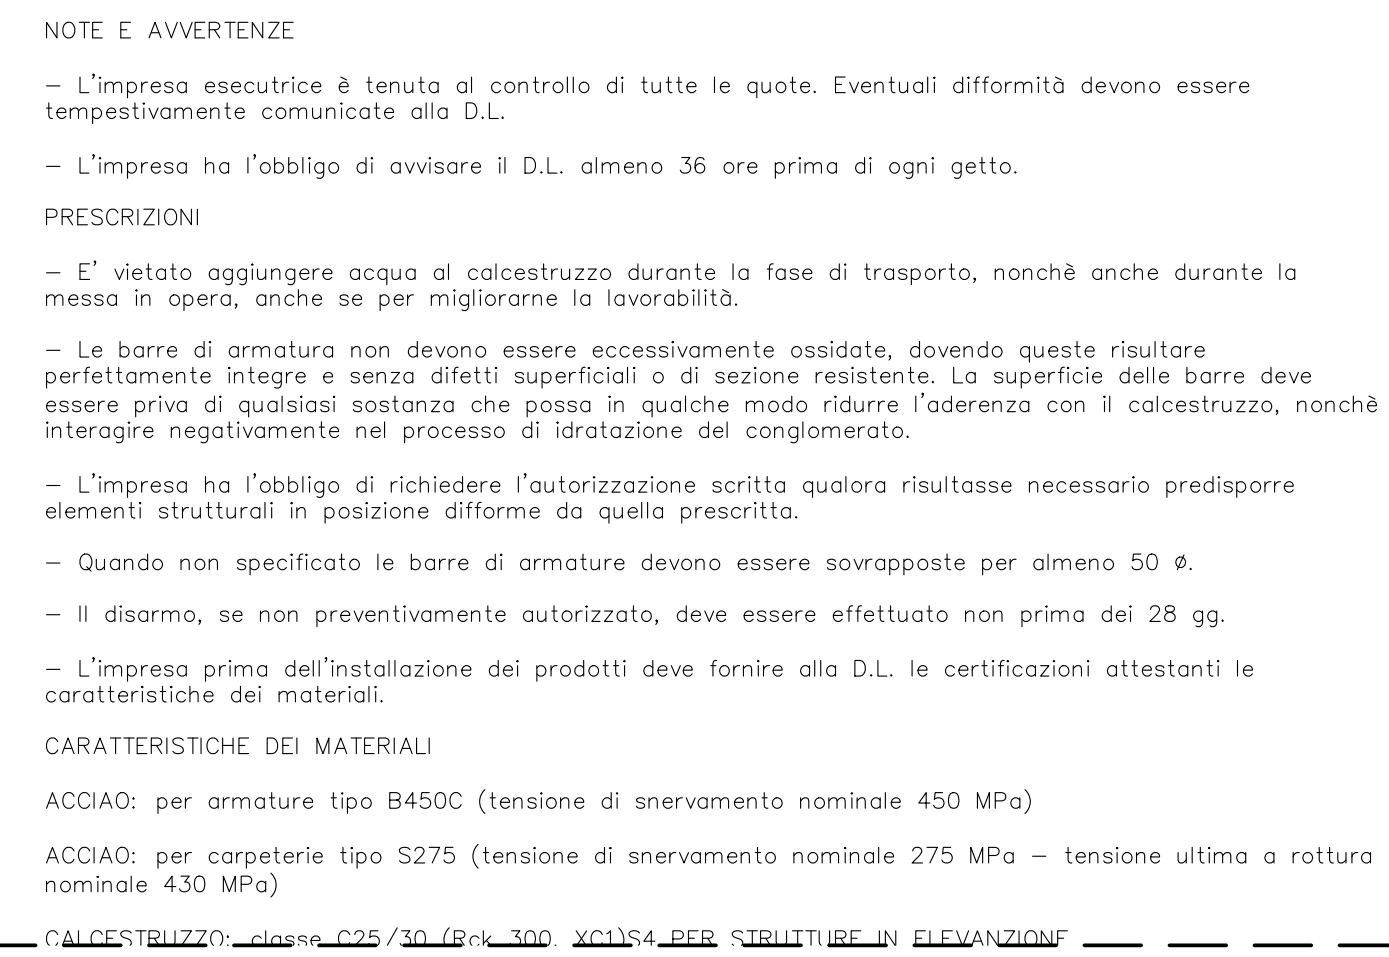 NOTE E AVVERTENZE
– L'impresa esecutrice è tenuta al controllo di tutte le quote. Eventuali difformità devono essere
tempestivamente comunicate alla D.L.
– L'impresa ha l'obbligo di avvisare il D.L. almeno 36 ore prima di ogni getto.
PRESCRIZIONI
– E' vietato aggiungere acqua al calcestruzzo durante la fase di trasporto, nonchè anche durante la
messa in opera, anche se per migliorarne la lavorabilità.
– Le barre di armatura non devono essere eccessivamente ossidate, dovendo queste risultare
perfettamente integre e senza difetti superficiali o di sezione resistente. La superficie delle barre deve
essere priva di qualsiasi sostanza che possa in qualche modo ridurre l'aderenza con il calcestruzzo, nonchè
interagire negativamente nel processo di idratazione del conglomerato.
– L'impresa ha l'obbligo di richiedere l'autorizzazione scritta qualora risultasse necessario predisporre
elementi strutturali in posizione difforme da quella prescritta.
– Quando non specificato le barre di armature devono essere sovrapposte per almeno 50 ø.
– Il disarmo, se non preventivamente autorizzato, deve essere effettuato non prima dei 28 gg.
– L'impresa prima dell'installazione dei prodotti deve fornire alla D.L. le certificazioni attestanti le
caratteristiche dei materiali.
CARATTERISTICHE DEI MATERIALI
ACCIAO: per armature tipo B450C (tensione di snervamento nominale 450 MPa)
ACCIAO: per carpeterie tipo S275 (tensione di snervamento nominale 275 MPa – tensione ultima a rottura
nominale 430 MPa)
CALCESTRUZZO: classe C25/30 (Rck 300, XC1)S4 PER STRUTTURE IN ELEVANZIONE